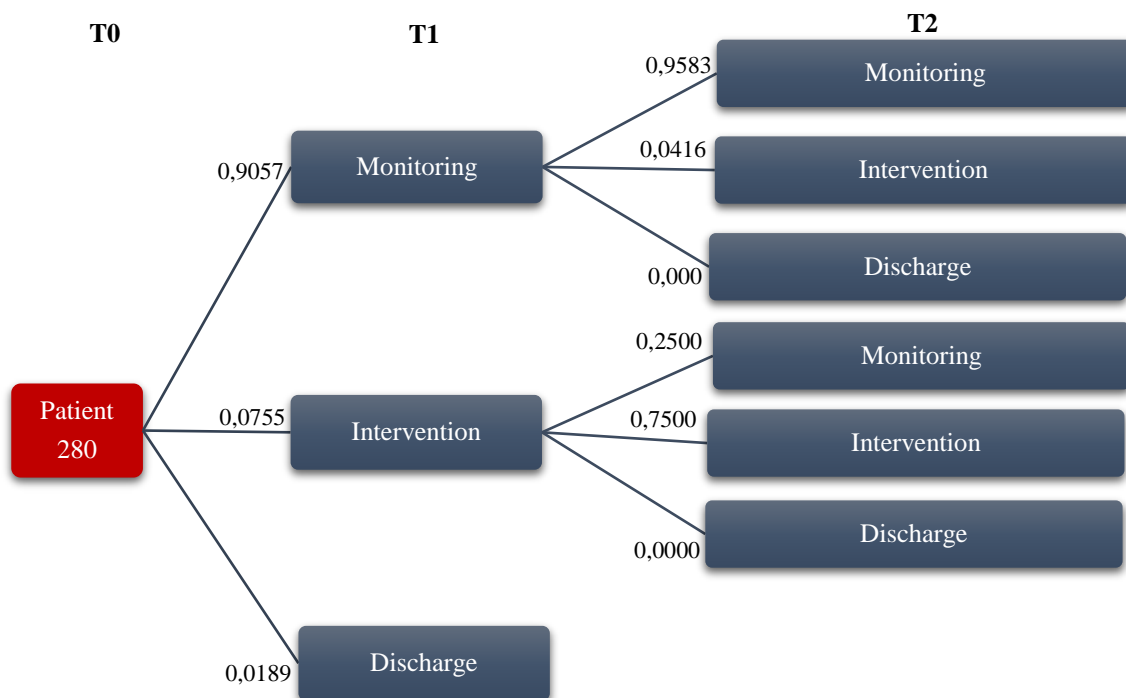 T0
T1
T2
0,9583
Monitoring
0,9057
Monitoring
0,0416
Intervention
0,000
Discharge
0,2500
Monitoring
Patient
280
0,0755
Intervention
0,7500
Intervention
0,0000
Discharge
0,0189
Discharge